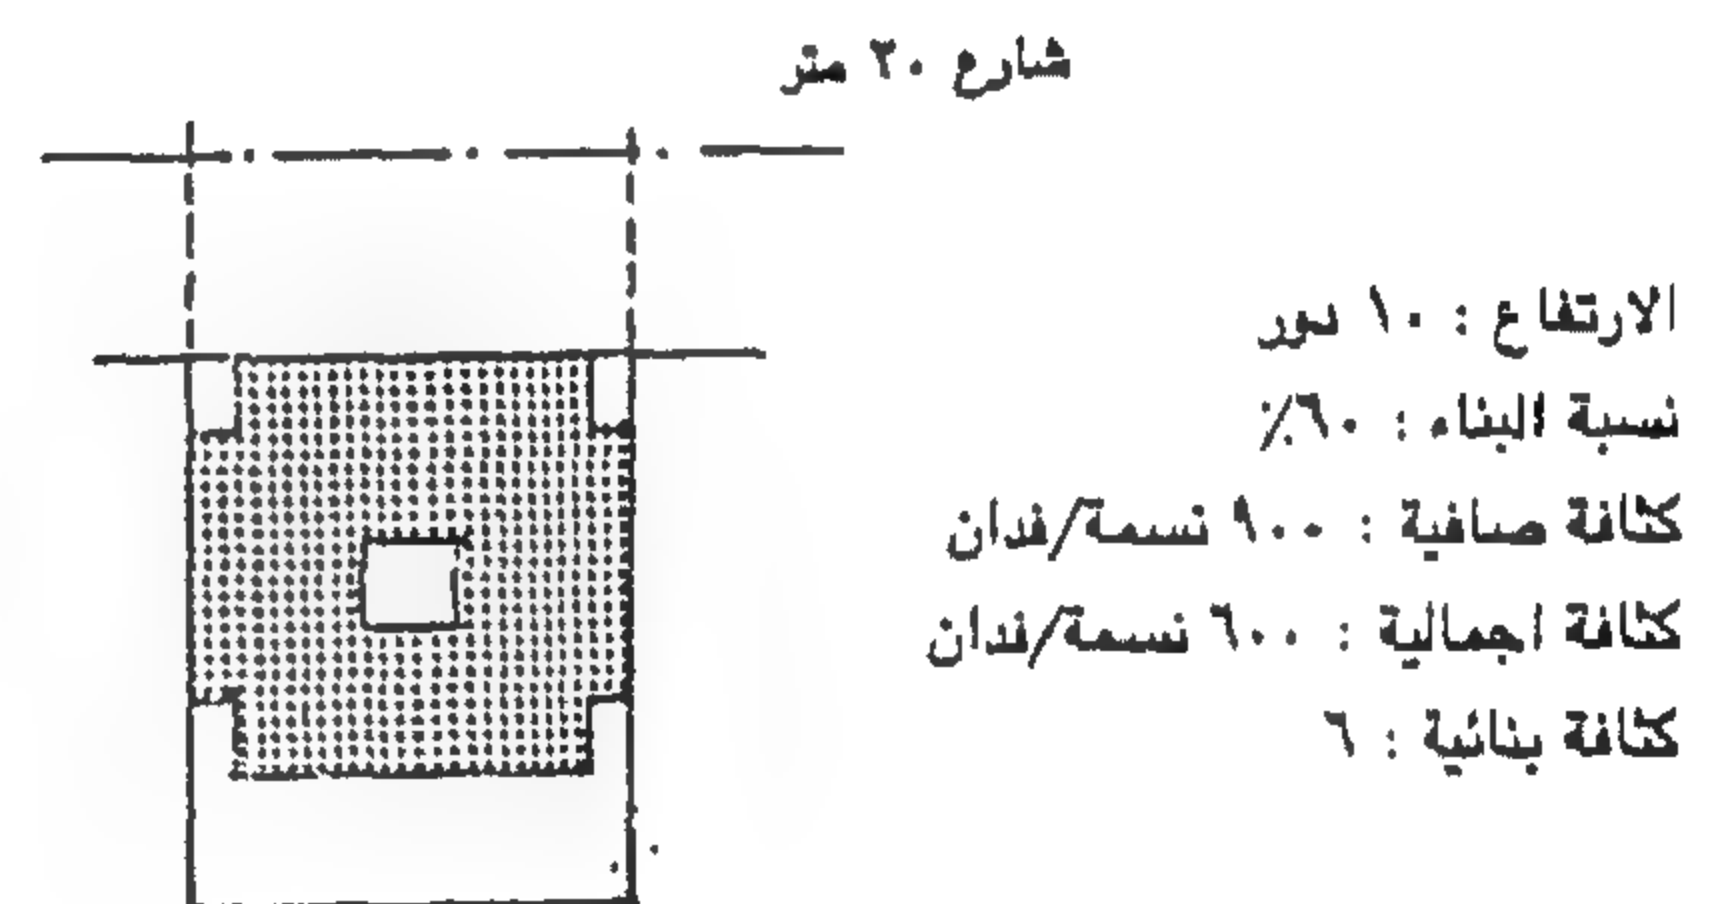 شارع ٢٠ متر
الارتفاع : ١٠ دور
نسبة البناء : ٦٠٪
كثافة صافية : ٩٠٠ نسمة/فدان
كثافة اجمالية : ٦٠٠ نسمة/فدان
كثافة بنائية : ٦